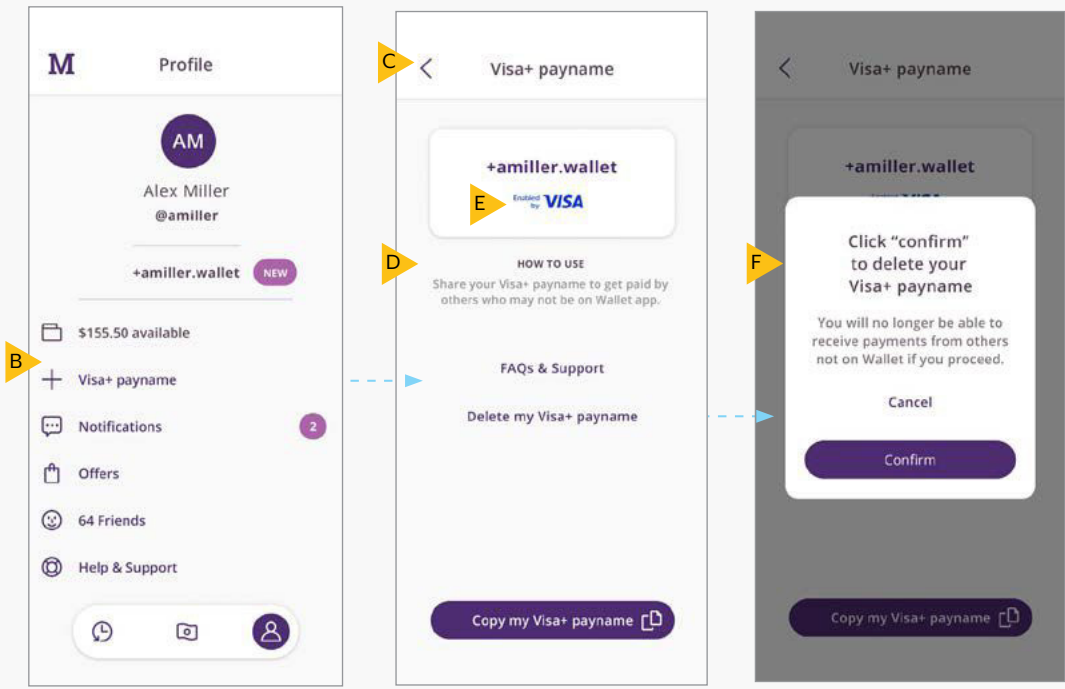 M
Profile
AM
Alex Miller
@amiller
+amiller.wallet NEW
$155.50 available
B
Visa+ payname
Notifications 2
Offers
64 Friends
Help & Support
C
Visa+ payname
+amiller.wallet
E
Enabled by VISA
D
HOW TO USE
Share your Visa+ payname to get paid by
others who may not be on Wallet app.
FAQs & Support
Delete my Visa+ payname
Copy my Visa+ payname
Visa+ payname
+amiller.wallet
F
Click “confirm”
to delete your
Visa+ payname
You will no longer be able to
receive payments from others
not on Wallet if you proceed.
Cancel
Confirm
Copy my Visa+ payname